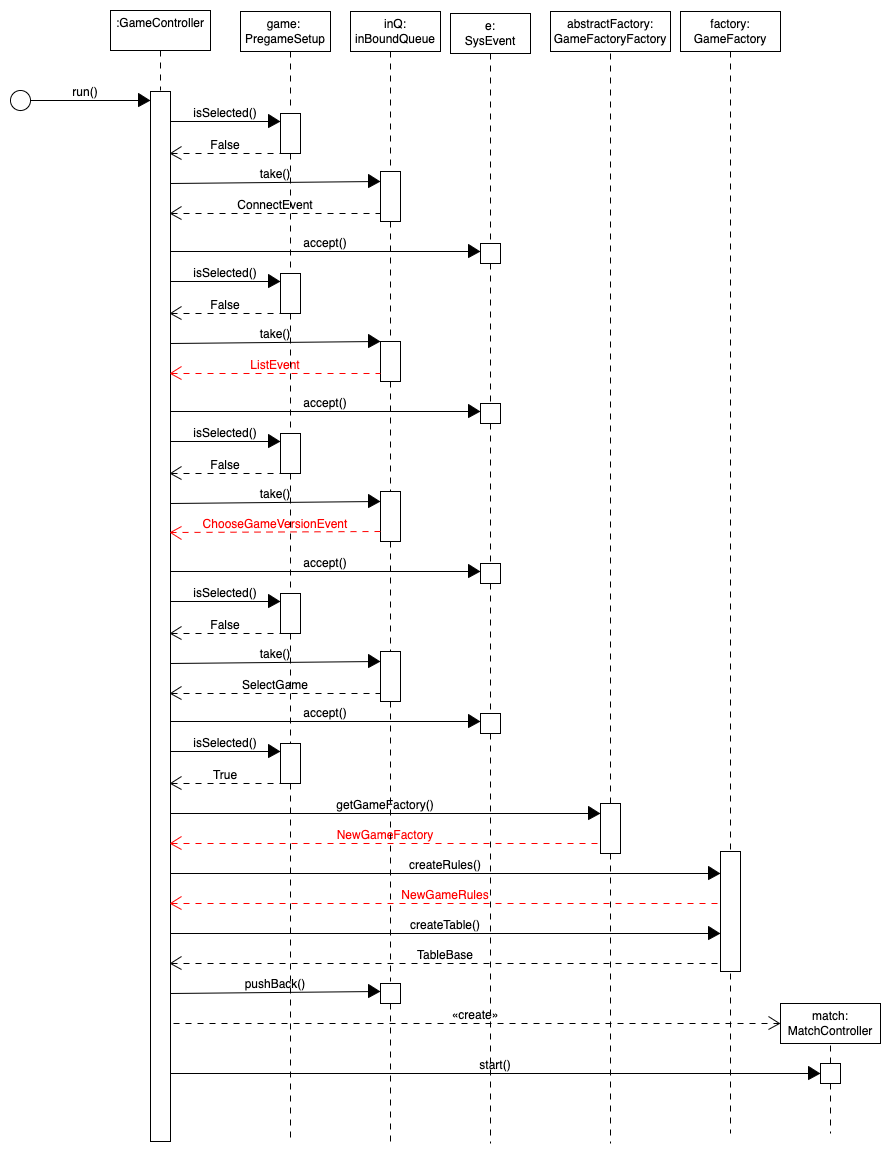 :GameController
game:
PregameSetup
inQ:
inBoundQueue
e:
SysEvent
abstractFactory:
GameFactoryFactory
factory:
GameFactory
run()
isSelected()
False
take()
ConnectEvent
accept()
isSelected()
False
take()
ListEvent
accept()
isSelected()
False
take()
ChooseGameVersionEvent
accept()
isSelected()
False
take()
SelectGame
accept()
isSelected()
True
getGameFactory()
NewGameFactory
createRules()
NewGameRules
createTable()
TableBase
pushBack()
«create»
match:
MatchController
start()